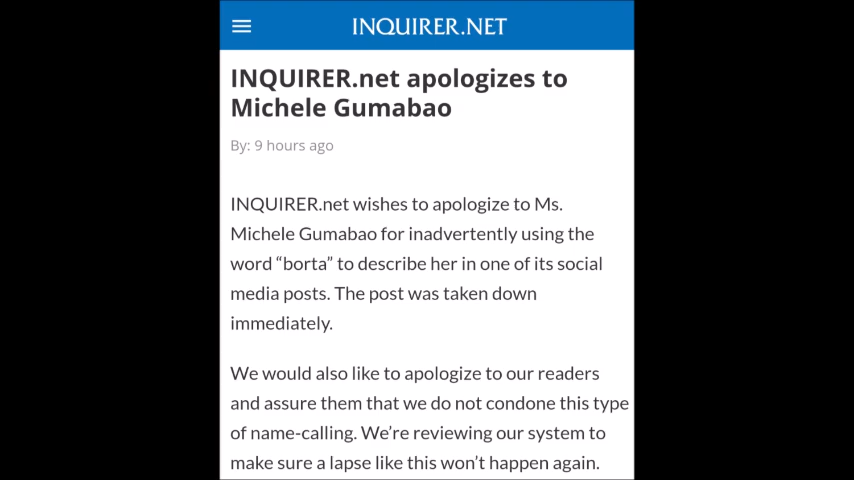 INQUIRER.NET
INQUIRER.net apologizes to
Michele Gumabao
By: 9 hours ago
INQUIRER.net wishes to apologize to Ms.
Michele Gumabao for inadvertently using the
word “borta” to describe her in one of its social
media posts. The post was taken down
immediately.
We would also like to apologize to our readers
and assure them that we do not condone this type
of name-calling. We’re reviewing our system to
make sure a lapse like this won’t happen again.